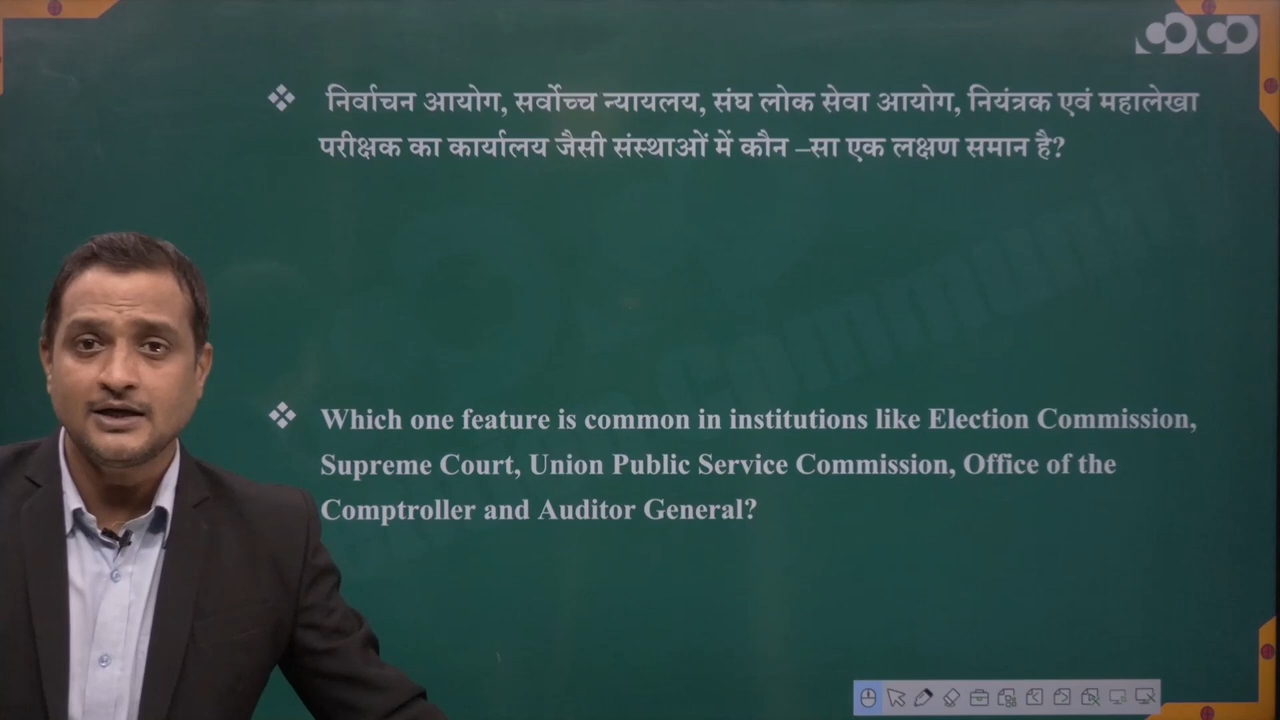 ❖ निर्वाचन आयोग, सर्वोच्च न्यायलय, संघ लोक सेवा आयोग, नियंत्रक एवं महालेखा
परीक्षक का कार्यालय जैसी संस्थाओं में कौन –सा एक लक्षण समान है?
❖ Which one feature is common in institutions like Election Commission,
Supreme Court, Union Public Service Commission, Office of the
Comptroller and Auditor General?